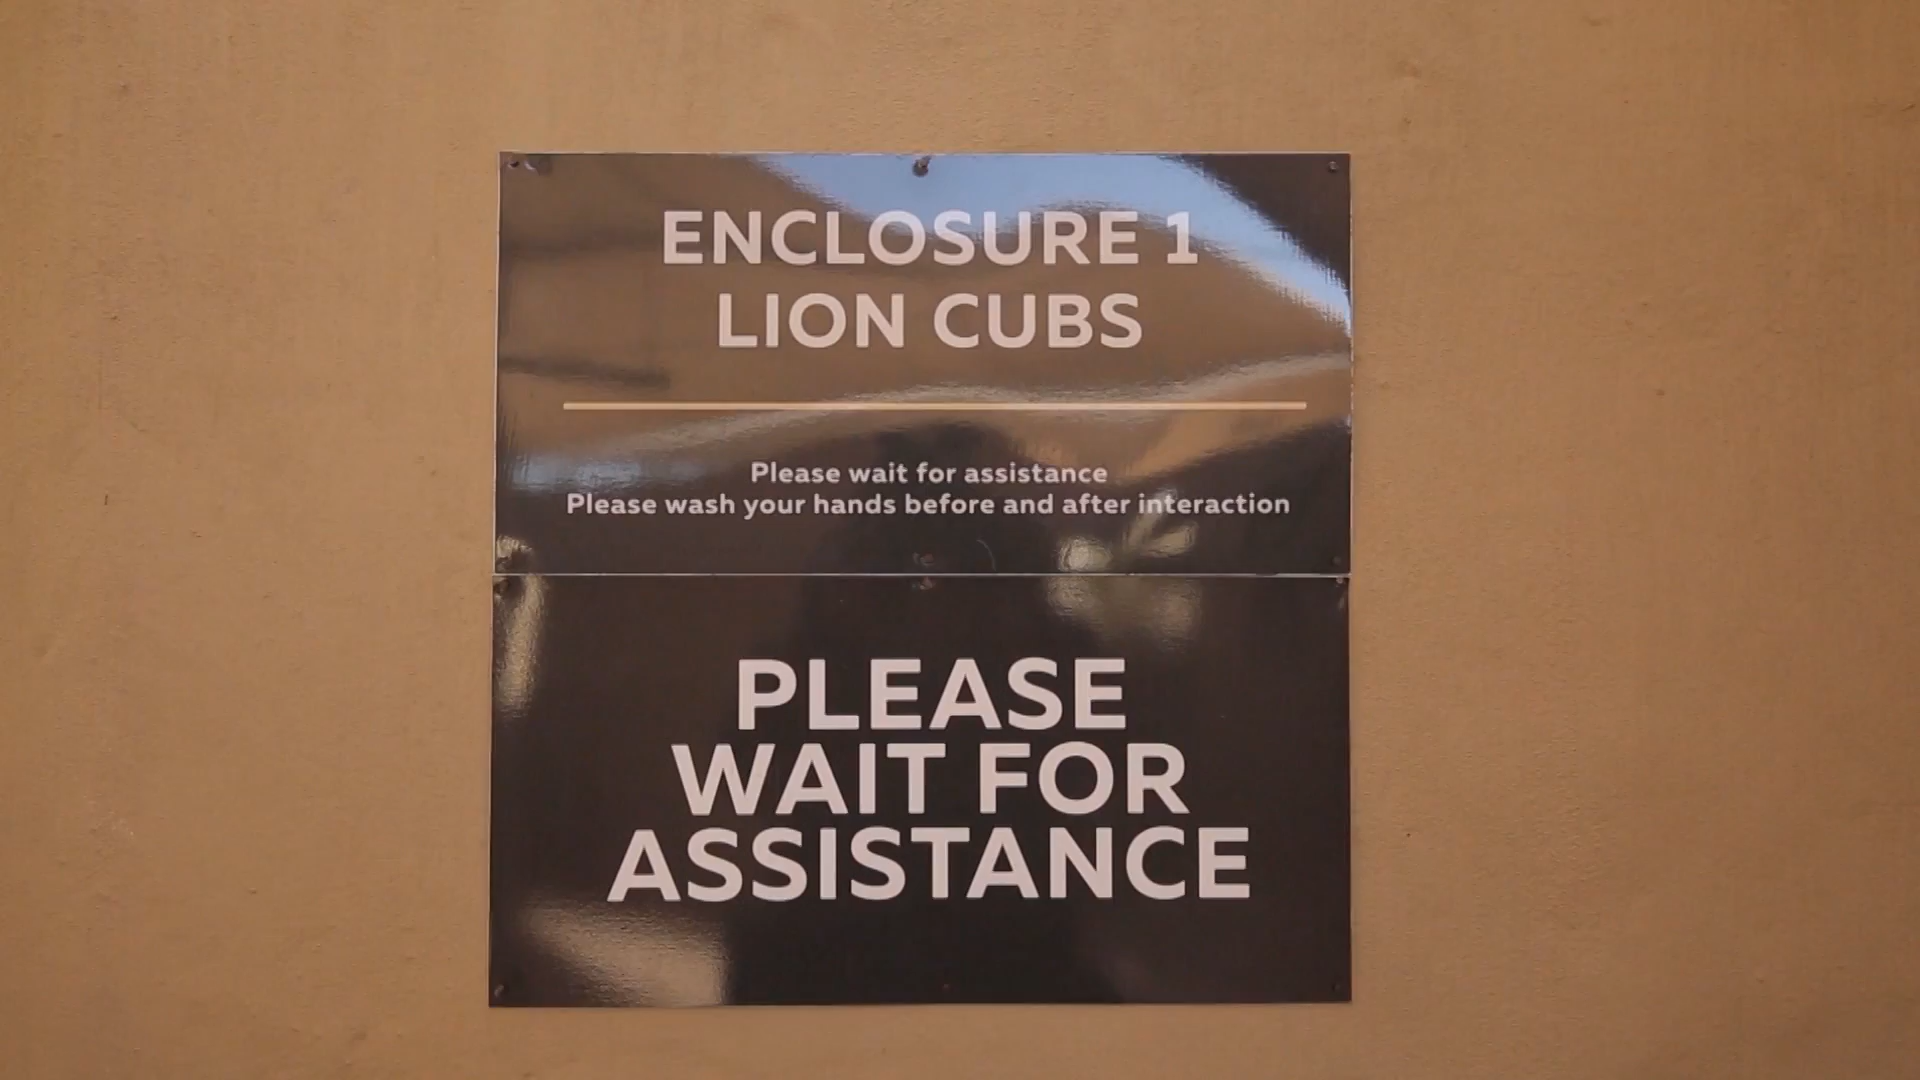 ENCLOSURE 1
LION CUBS
Please wait for assistance
Please wash your hands before and after interaction
PLEASE
WAIT FOR
ASSISTANCE